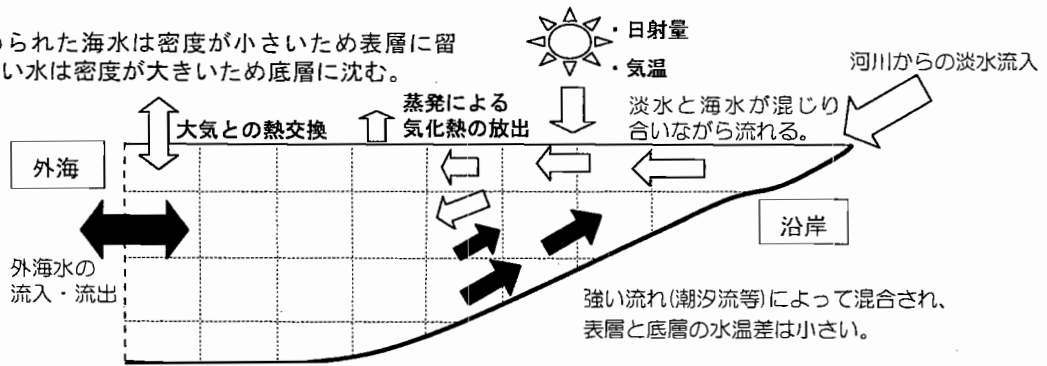 られた海水は密度が小さいため表層に留
い水は密度が大きいため底層に沈む。
・日射量
・気温
河川からの淡水流入
大気との熱交換
蒸発による
気化熱の放出
淡水と海水が混じり
合いながら流れる。
外海
沿岸
外海水の
流入・流出
強い流れ(潮汐流等)によって混合され、
表層と底層の水温差は小さい。